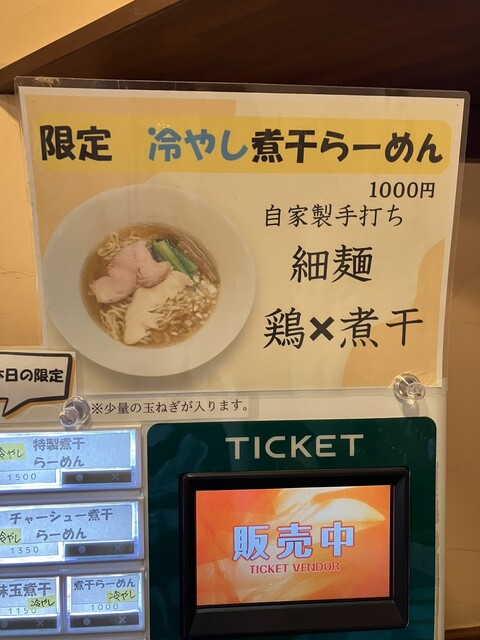 限定 冷やし煮干らーめん
1000円
自家製手打ち
細麺
鶏×煮干
本日の限定
※少量の玉ねぎが入ります。
TICKET
販売中
TICKET VENDOR
冷やし
特製煮干
らーめん
1500
チャーシュー煮干
冷やし
らーめん
1350
味玉煮干
冷やし
1150
煮干らーめん
冷やし
1000